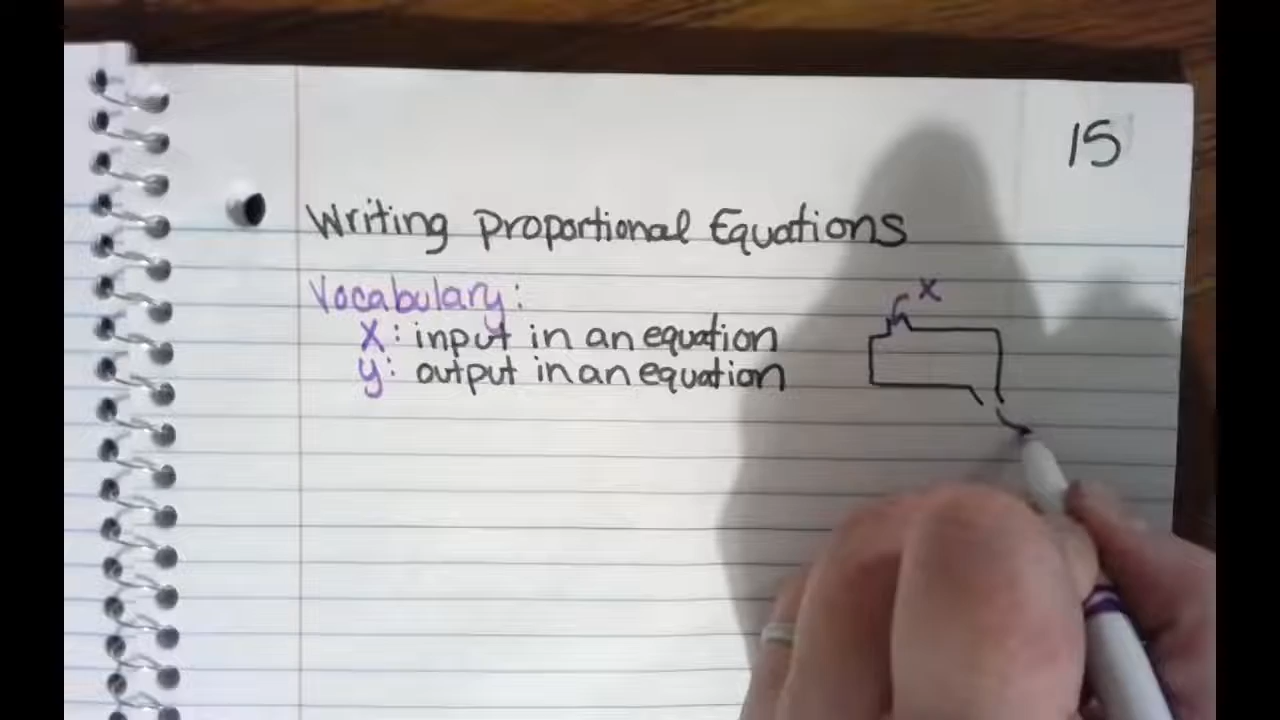 15
Writing Proportional Equations
Vocabulary:
x: input in an equation
y: output in an equation
x